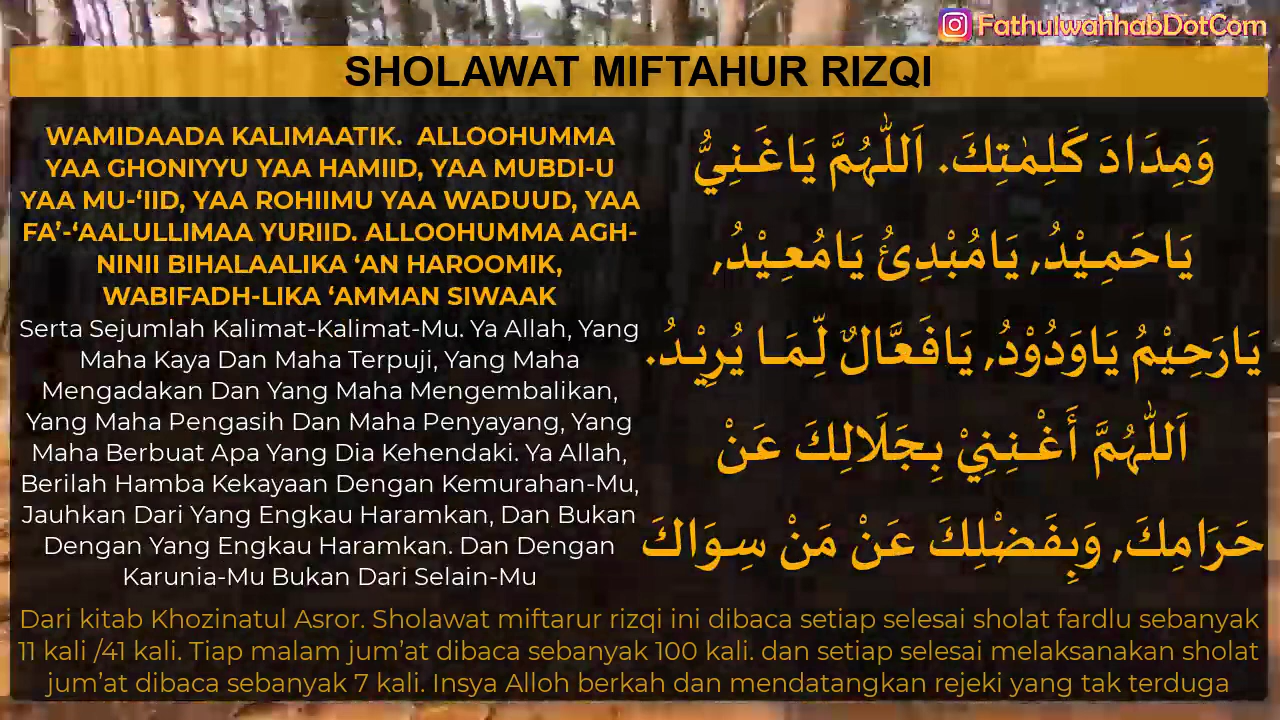 FathulwahhabDotCom
SHOLAWAT MIFTAHUR RIZQI
WAMIDAADA KALIMAATIK.  ALLOOHUMMA
YAA GHONIYYU YAA HAMIID, YAA MUBDI-U
YAA MU-‘IID, YAA ROHIIMU YAA WADUUD, YAA
FA’-‘AALULLIMAA YURIID. ALLOOHUMMA AGH-
NINII BIHALAALIKA ‘AN HAROOMIK,
WABIFADH-LIKA ‘AMMAN SIWAAK
Serta Sejumlah Kalimat-Kalimat-Mu. Ya Allah, Yang
Maha Kaya Dan Maha Terpuji, Yang Maha
Mengadakan Dan Yang Maha Mengembalikan,
Yang Maha Pengasih Dan Maha Penyayang, Yang
Maha Berbuat Apa Yang Dia Kehendaki. Ya Allah,
Berilah Hamba Kekayaan Dengan Kemurahan-Mu,
Jauhkan Dari Yang Engkau Haramkan, Dan Bukan
Dengan Yang Engkau Haramkan. Dan Dengan
Karunia-Mu Bukan Dari Selain-Mu
وَمِدَادَ كَلِمٰتِكَ. اَللّٰهُمَّ يَاغَنِيُّ
يَاحَمِيْدُ, يَامُبْدِئُ يَامُعِيْدُ,
يَارَحِيْمُ يَاوَدُوْدُ, يَافَعَّالٌ لِّمَا يُرِيْدُ.
اَللّٰهُمَّ أَغْنِنِيْ بِجَلَالِكَ عَنْ
حَرَامِكَ, وَبِفَضْلِكَ عَنْ مَنْ سِوَاكَ
Dari kitab Khozinatul Asror. Sholawat miftarur rizqi ini dibaca setiap selesai sholat fardlu sebanyak
11 kali /41 kali. Tiap malam jum’at dibaca sebanyak 100 kali. dan setiap selesai melaksanakan sholat
jum’at dibaca sebanyak 7 kali. Insya Alloh berkah dan mendatangkan rejeki yang tak terduga